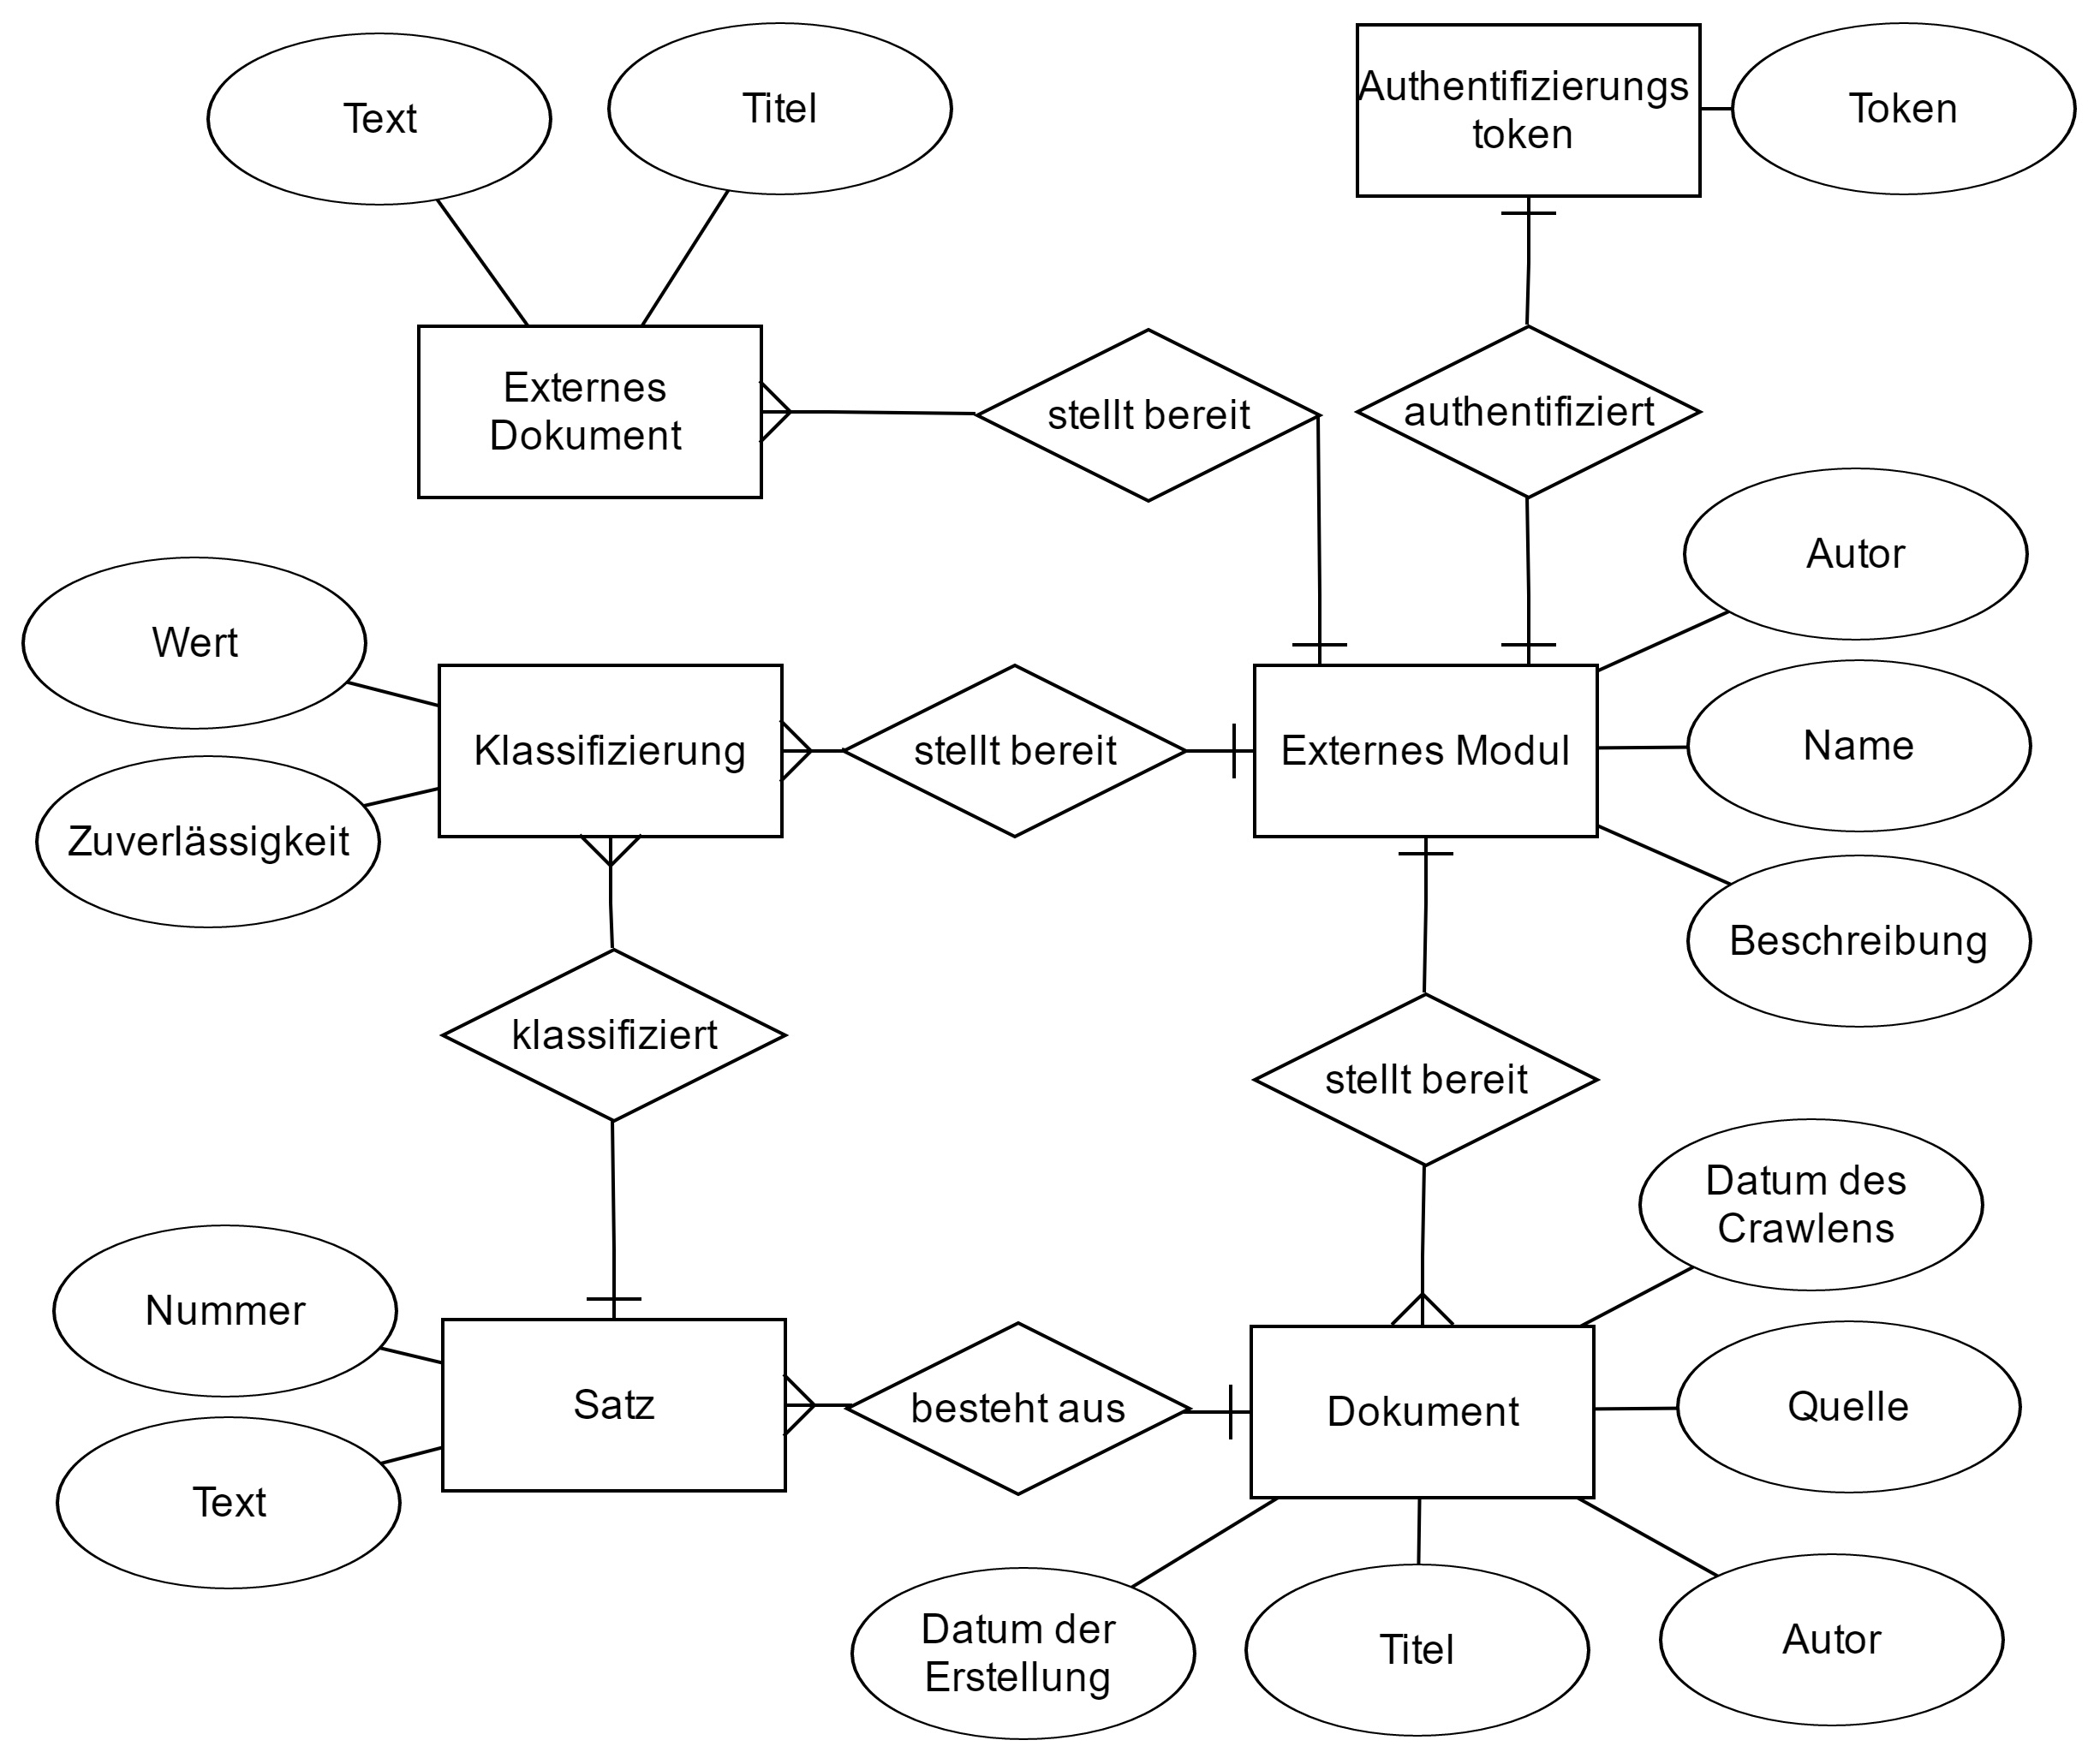 Text
Titel
Authentifizierungs
token
Token
Externes
Dokument
stellt bereit
authentifiziert
Autor
Wert
Klassifizierung
stellt bereit
Externes Modul
Name
Zuverlässigkeit
Beschreibung
klassifiziert
stellt bereit
Datum des
Crawlens
Nummer
Satz
besteht aus
Dokument
Quelle
Text
Datum der
Erstellung
Titel
Autor